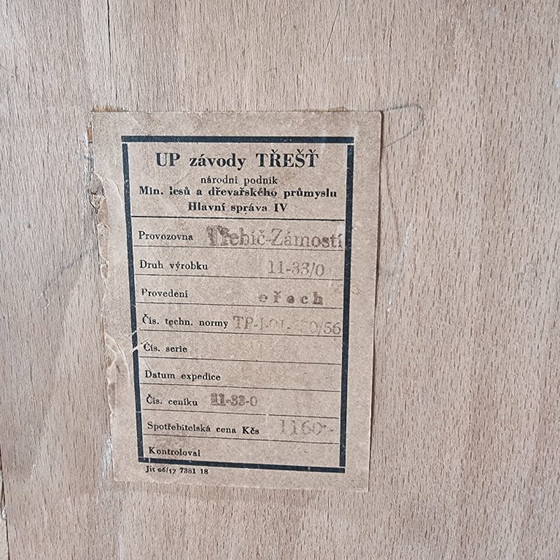 UP závody TŘEŠŤ
národní podnik
Min. lesů a dřevařského průmyslu
Hlavní správa IV
Provozovna Třebíč-Zámostí
Druh výrobku 11-33/0
Provedení ořech
Čís. techn. normy
Čís. serie
Datum expedice
Čís. ceníku 11-33-0
Spotřebitelská cena Kčs 1160·-
Kontroloval